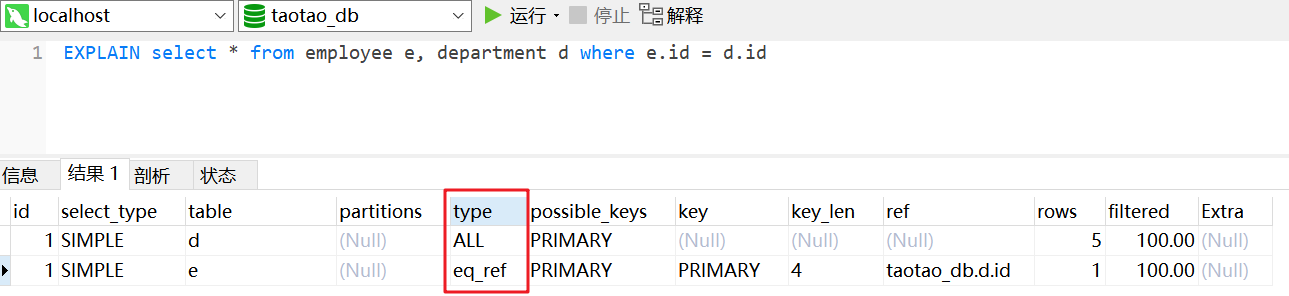 localhost taotao_db 运行 停止 解释
1 EXPLAIN select * from employee e, department d where e.id = d.id
信息 结果 1 剖析 状态
id select_type table partitions type possible_keys key key_len ref rows filtered Extra
1 SIMPLE d (Null) ALL PRIMARY (Null) (Null) (Null) 5 100.00 (Null)
1 SIMPLE e (Null) eq_ref PRIMARY PRIMARY 4 taotao_db.d.id 1 100.00 (Null)